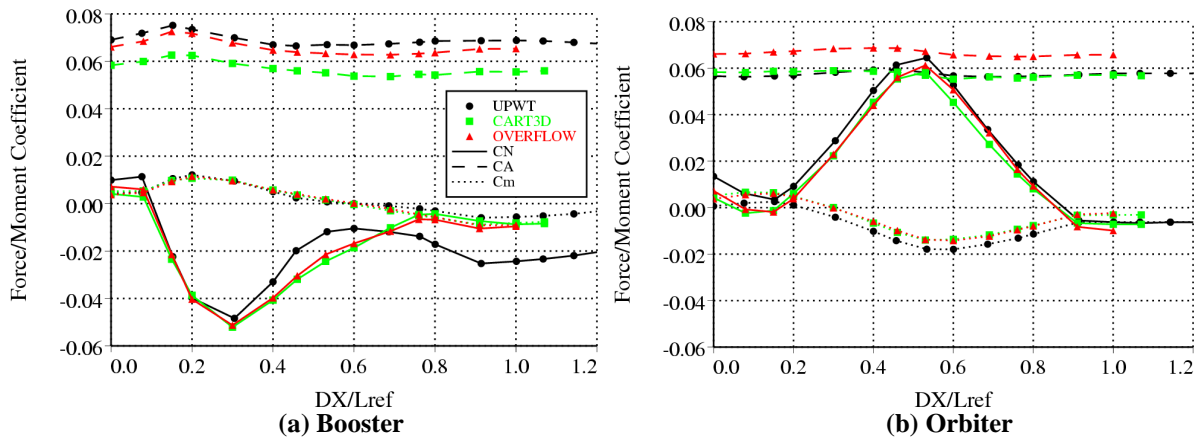 Force/Moment Coefficient
0.08
0.06
0.04
0.02
0.00
-0.02
-0.04
-0.06
0.0 0.2 0.4 0.6 0.8 1.0 1.2
DX/Lref
UPWT
CART3D
OVERFLOW
CN
CA
Cm
(a) Booster
Force/Moment Coefficient
0.08
0.06
0.04
0.02
0.00
-0.02
-0.04
-0.06
0.0 0.2 0.4 0.6 0.8 1.0 1.2
DX/Lref
(b) Orbiter